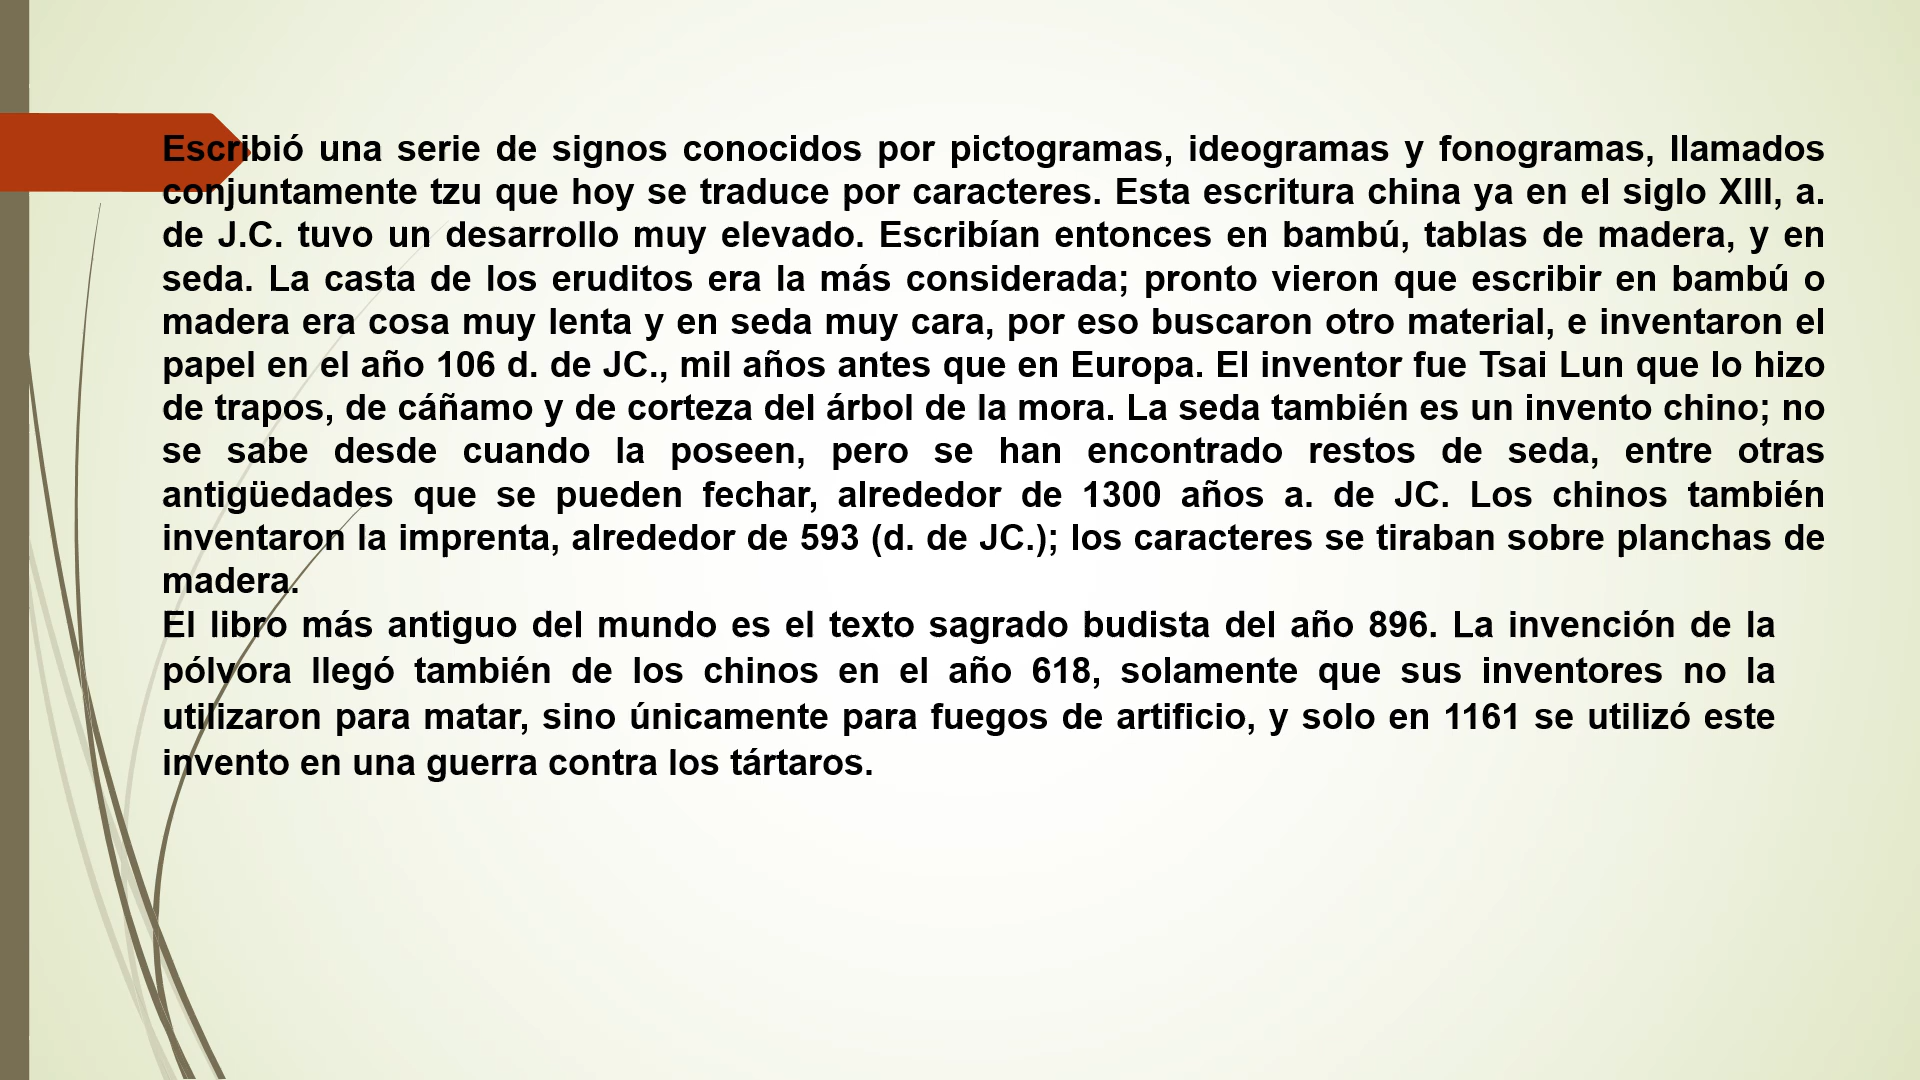 Escribió una serie de signos conocidos por pictogramas, ideogramas y fonogramas, llamados
conjuntamente tzu que hoy se traduce por caracteres. Esta escritura china ya en el siglo XIII, a.
de J.C. tuvo un desarrollo muy elevado. Escribían entonces en bambú, tablas de madera, y en
seda. La casta de los eruditos era la más considerada; pronto vieron que escribir en bambú o
madera era cosa muy lenta y en seda muy cara, por eso buscaron otro material, e inventaron el
papel en el año 106 d. de JC., mil años antes que en Europa. El inventor fue Tsai Lun que lo hizo
de trapos, de cáñamo y de corteza del árbol de la mora. La seda también es un invento chino; no
se sabe desde cuando la poseen, pero se han encontrado restos de seda, entre otras
antigüedades que se pueden fechar, alrededor de 1300 años a. de JC. Los chinos también
inventaron la imprenta, alrededor de 593 (d. de JC.); los caracteres se tiraban sobre planchas de
madera.
El libro más antiguo del mundo es el texto sagrado budista del año 896. La invención de la
pólvora llegó también de los chinos en el año 618, solamente que sus inventores no la
utilizaron para matar, sino únicamente para fuegos de artificio, y solo en 1161 se utilizó este
invento en una guerra contra los tártaros.